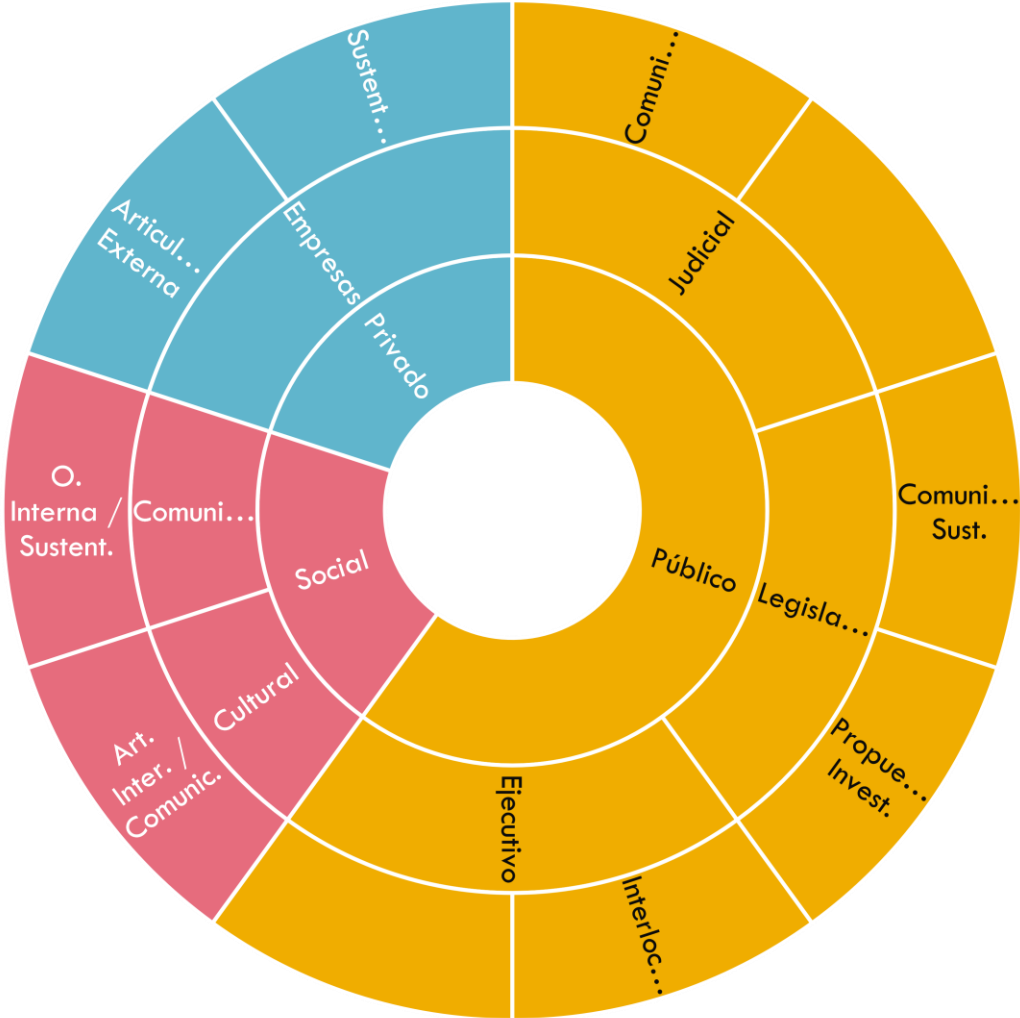 Comuni...
Judicial
Público
Comuni...
Sust.
Legisla...
Propue...
Invest.
Ejecutivo
Interloc...
Social
Cultural
Art.
Inter. /
Comunic.
Comuni...
O.
Interna /
Sustent.
Privado
Empresas
Articul...
Externa
Sustent...